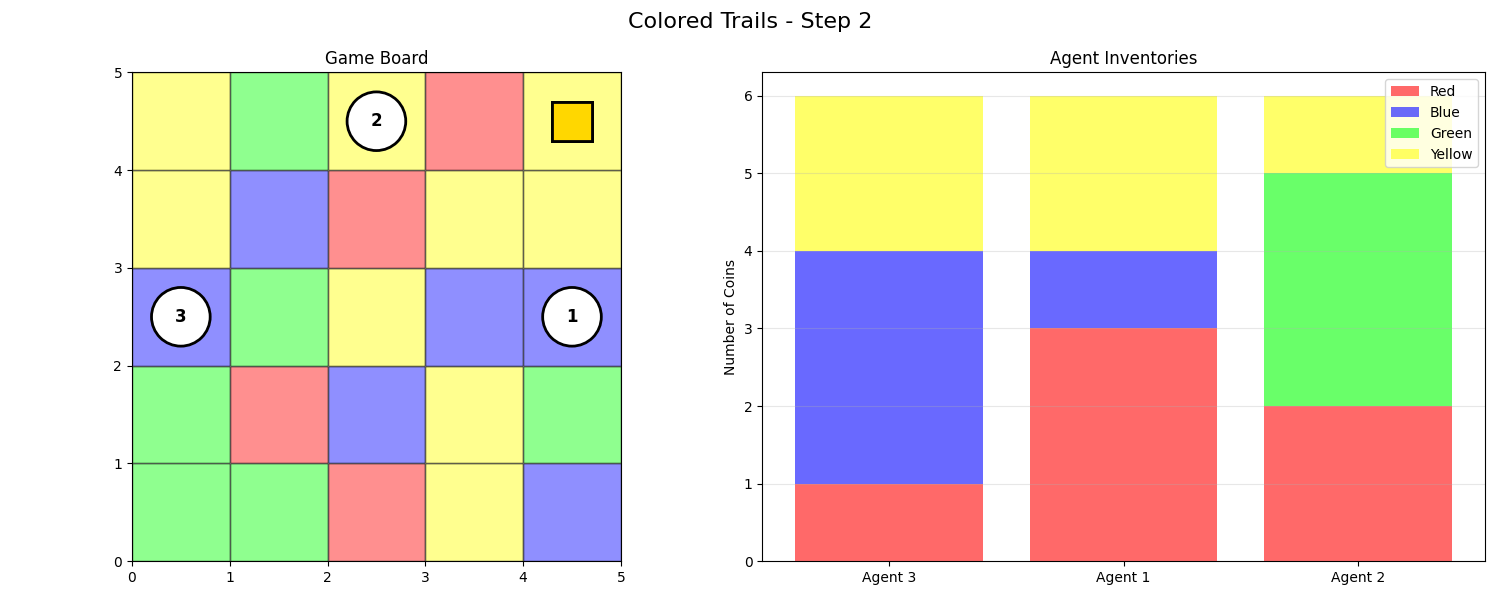 Colored Trails - Step 2
Game Board
5
4
3
2
1
0
0 1 2 3 4 5
2
3
1
Agent Inventories
Number of Coins
6
5
4
3
2
1
0
Agent 3 Agent 1 Agent 2
Red
Blue
Green
Yellow